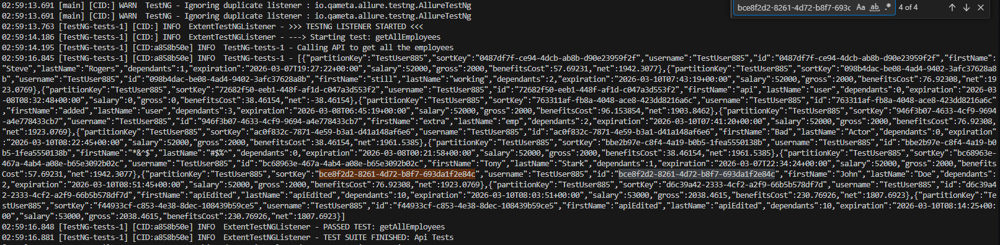 bce8f2d2-8261-4d72-b8f7-693c Aa ab .* 4 of 4
02:59:13.691 [main] [CID:] WARN  TestNG - Ignoring duplicate listener : io.qameta.allure.testng.AllureTestNg
02:59:13.691 [main] [CID:] WARN  TestNG - Ignoring duplicate listener : io.qameta.allure.testng.AllureTestNg
02:59:13.763 [TestNG-tests-1] [CID:] INFO  ExtentTestNGListener - >>> TESTNG LISTENER STARTED <<<
02:59:14.186 [TestNG-tests-1] [CID:] INFO  ExtentTestNGListener - ---> Starting test: getAllEmployees
02:59:14.195 [TestNG-tests-1] [CID:a858b50e] INFO  TestNG-tests-1 - Calling API to get all the employees
02:59:16.845 [TestNG-tests-1] [CID:a858b50e] INFO  TestNG-tests-1 - [{"partitionKey":"TestUser885","sortKey":"0487df7f-ce94-4dcb-ab8b-d90e23959f2f","username":"TestUser885","id":"0487df7f-ce94-4dcb-ab8b-d90e23959f2f","firstName":
"Steve","lastName":"Rogers","dependants":1,"expiration":"2026-03-07T19:27:22+00:00","salary":52000,"gross":2000,"benefitsCost":57.69231,"net":1942.3077},{"partitionKey":"TestUser885","sortKey":"098b4dac-be08-4ad4-9402-3afc37628a8
b","username":"TestUser885","id":"098b4dac-be08-4ad4-9402-3afc37628a8b","firstName":"still","lastName":"working","dependants":2,"expiration":"2026-03-10T07:43:19+00:00","salary":52000,"gross":2000,"benefitsCost":76.92308,"net":19
23.0769},{"partitionKey":"TestUser885","sortKey":"72682f50-eeb1-448f-af1d-c047a3d553f2","username":"TestUser885","id":"72682f50-eeb1-448f-af1d-c047a3d553f2","firstName":"api","lastName":"user","dependants":0,"expiration":"2026-03
-08T08:32:48+00:00","salary":0,"gross":0,"benefitsCost":38.46154,"net":-38.46154},{"partitionKey":"TestUser885","sortKey":"763311af-fb8a-4048-ace8-423dd8216a6c","username":"TestUser885","id":"763311af-fb8a-4048-ace8-423dd8216a6c"
,"firstName":"added","lastName":"user","dependants":3,"expiration":"2026-03-08T06:45:19+00:00","salary":52000,"gross":2000,"benefitsCost":96.153854,"net":1903.8462},{"partitionKey":"TestUser885","sortKey":"946f3b07-4633-4cf9-9694
-a4e778433cb7","username":"TestUser885","id":"946f3b07-4633-4cf9-9694-a4e778433cb7","firstName":"extra","lastName":"emp","dependants":2,"expiration":"2026-03-10T07:41:20+00:00","salary":52000,"gross":2000,"benefitsCost":76.92308,
"net":1923.0769},{"partitionKey":"TestUser885","sortKey":"ac0f832c-7871-4e59-b3a1-d41a148af6e6","username":"TestUser885","id":"ac0f832c-7871-4e59-b3a1-d41a148af6e6","firstName":"Bad","lastName":"Actor","dependants":0,"expiration"
:"2026-03-10T08:22:45+00:00","salary":52000,"gross":2000,"benefitsCost":38.46154,"net":1961.5385},{"partitionKey":"TestUser885","sortKey":"bbe2b97e-c8f4-4a19-b0b5-1fea5550138b","username":"TestUser885","id":"bbe2b97e-c8f4-4a19-b0
b5-1fea5550138b","firstName":"*&^$","lastName":"#$%^","dependants":0,"expiration":"2026-03-08T00:21:58+00:00","salary":52000,"gross":2000,"benefitsCost":38.46154,"net":1961.5385},{"partitionKey":"TestUser885","sortKey":"bc68963e-
467a-4ab4-a08e-b65e3092b02c","username":"TestUser885","id":"bc68963e-467a-4ab4-a08e-b65e3092b02c","firstName":"Tony","lastName":"Stark","dependants":1,"expiration":"2026-03-07T22:34:24+00:00","salary":52000,"gross":2000,"benefits
Cost":57.69231,"net":1942.3077},{"partitionKey":"TestUser885","sortKey":"bce8f2d2-8261-4d72-b8f7-693da1f2e84c","username":"TestUser885","id":"bce8f2d2-8261-4d72-b8f7-693da1f2e84c","firstName":"John","lastName":"Doe","dependants":
2,"expiration":"2026-03-10T08:51:45+00:00","salary":52000,"gross":2000,"benefitsCost":76.92308,"net":1923.0769},{"partitionKey":"TestUser885","sortKey":"d6c39a42-2333-4cf2-a2f9-66b5b578df7d","username":"TestUser885","id":"d6c39a4
2-2333-4cf2-a2f9-66b5b578df7d","firstName":"apiEdited","lastName":"apiEdited","dependants":10,"expiration":"2026-03-10T08:03:51+00:00","salary":53000,"gross":2038.4615,"benefitsCost":230.76926,"net":1807.6923},{"partitionKey":"Te
stUser885","sortKey":"f44933cf-c853-4e38-8dec-108439b59ce5","username":"TestUser885","id":"f44933cf-c853-4e38-8dec-108439b59ce5","firstName":"apiEdited","lastName":"apiEdited","dependants":10,"expiration":"2026-03-10T08:14:25+00:
00","salary":53000,"gross":2038.4615,"benefitsCost":230.76926,"net":1807.6923}]
02:59:16.848 [TestNG-tests-1] [CID:a858b50e] INFO  ExtentTestNGListener - PASSED TEST: getAllEmployees
02:59:16.881 [TestNG-tests-1] [CID:a858b50e] INFO  ExtentTestNGListener - TEST SUITE FINISHED: Api Tests